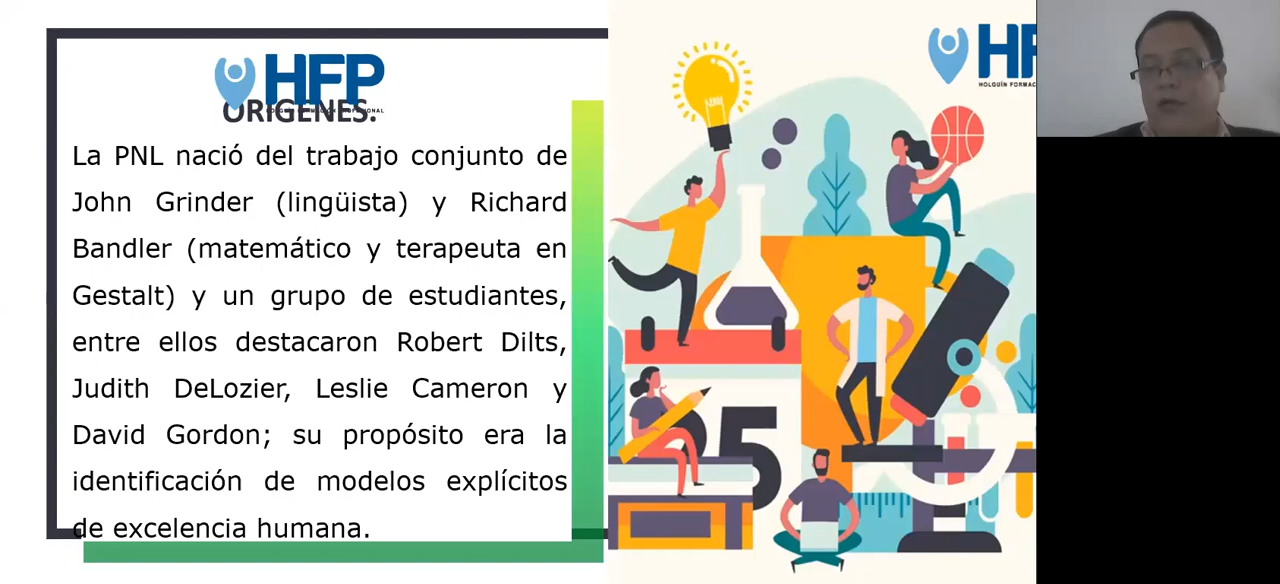 HFP
ORIGENES.
La PNL nació del trabajo conjunto de
John Grinder (lingüista) y Richard
Bandler (matemático y terapeuta en
Gestalt) y un grupo de estudiantes,
entre ellos destacaron Robert Dilts,
Judith DeLozier, Leslie Cameron y
David Gordon; su propósito era la
identificación de modelos explícitos
de excelencia humana.
HF
HOLGUÍN FORMAC
5